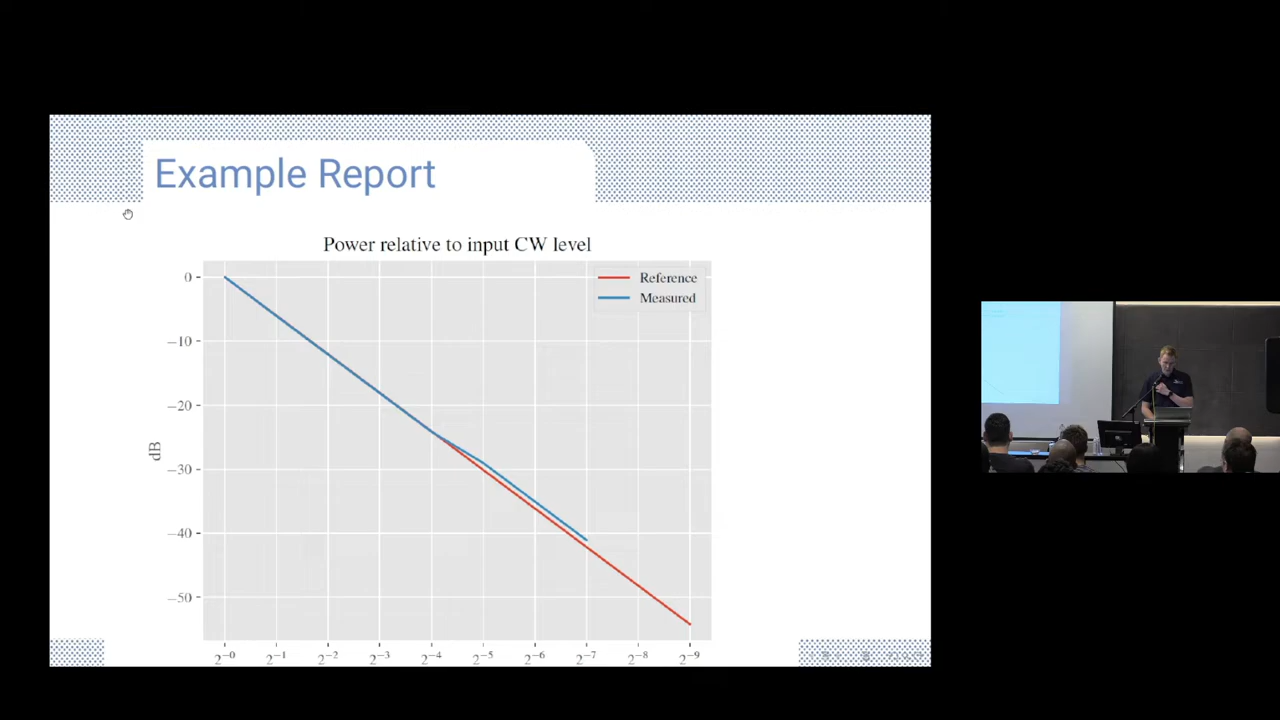 Example Report
Power relative to input CW level
Reference
Measured
0
−10
−20
−30
−40
−50
dB
2⁻⁰ 2⁻¹ 2⁻² 2⁻³ 2⁻⁴ 2⁻⁵ 2⁻⁶ 2⁻⁷ 2⁻⁸ 2⁻⁹